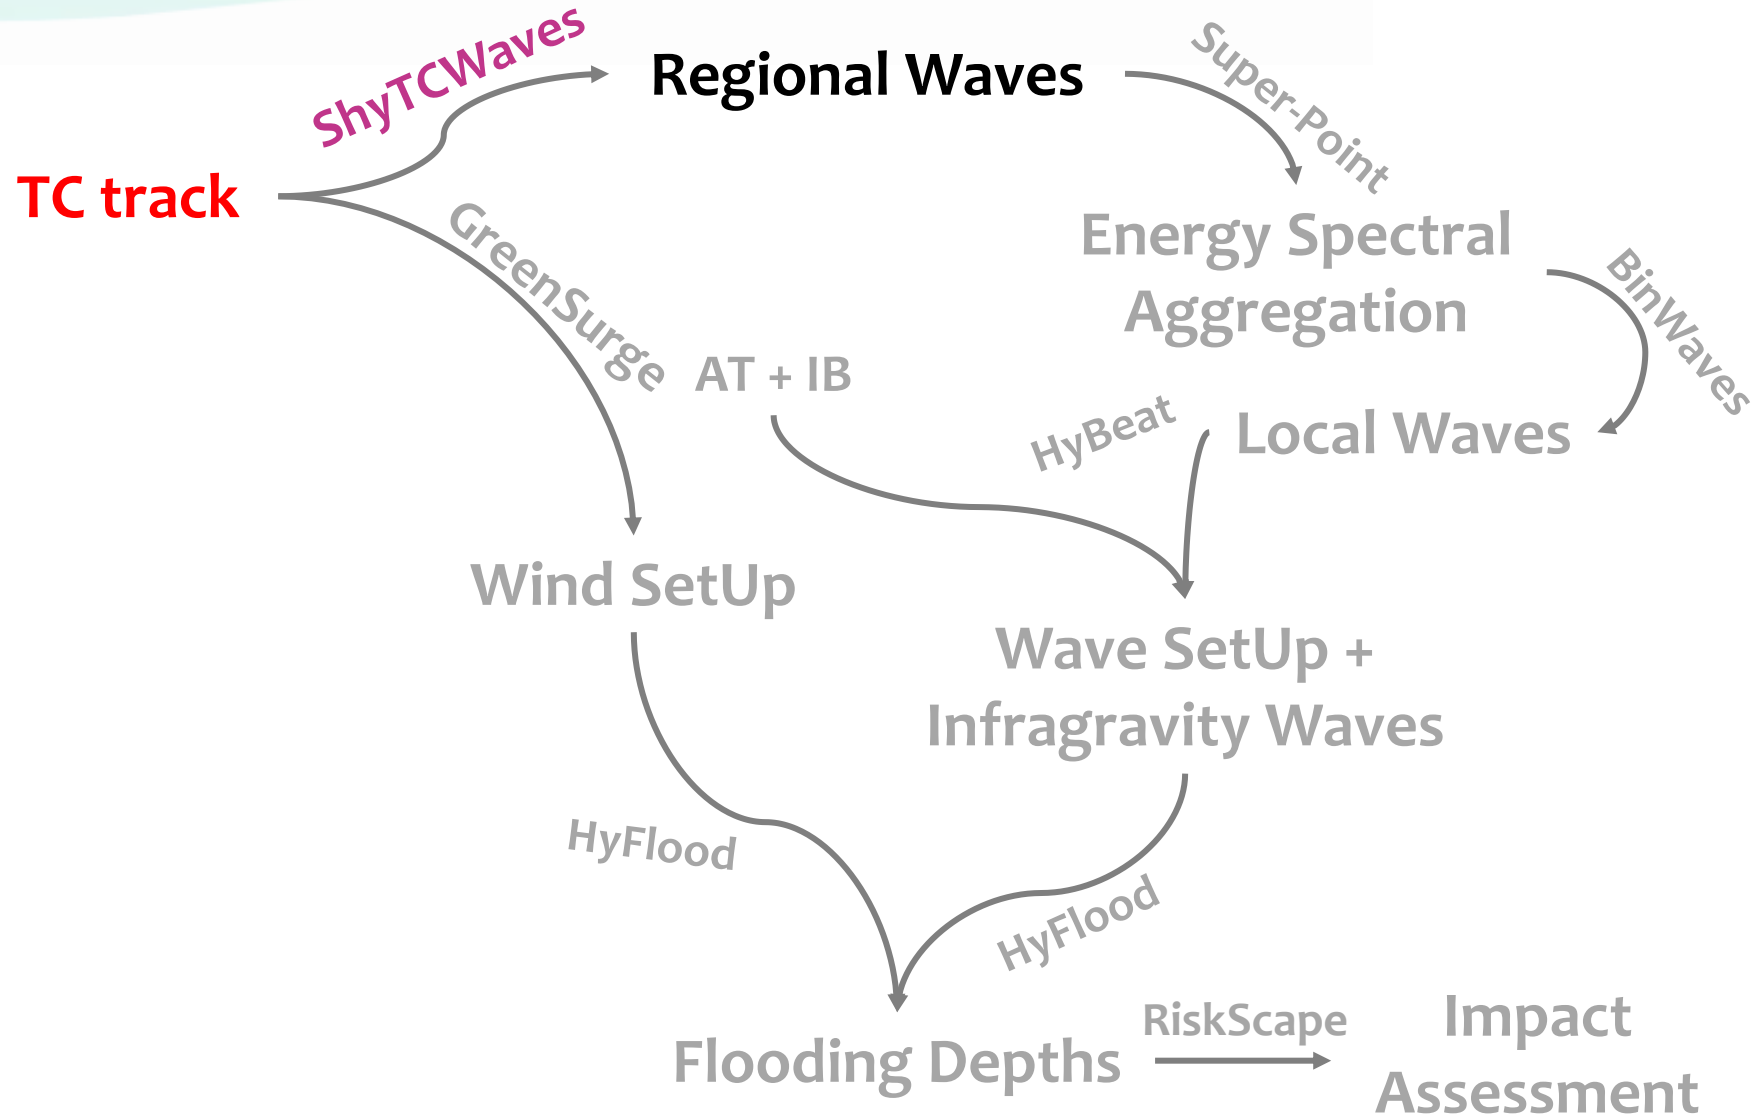 ShyTCWaves
Regional Waves
Super-Point
TC track
GreenSurge
Energy Spectral
Aggregation
BinWaves
AT + IB
HyBeat
Local Waves
Wind SetUp
Wave SetUp +
Infragravity Waves
HyFlood
HyFlood
Flooding Depths
RiskScape
Impact
Assessment